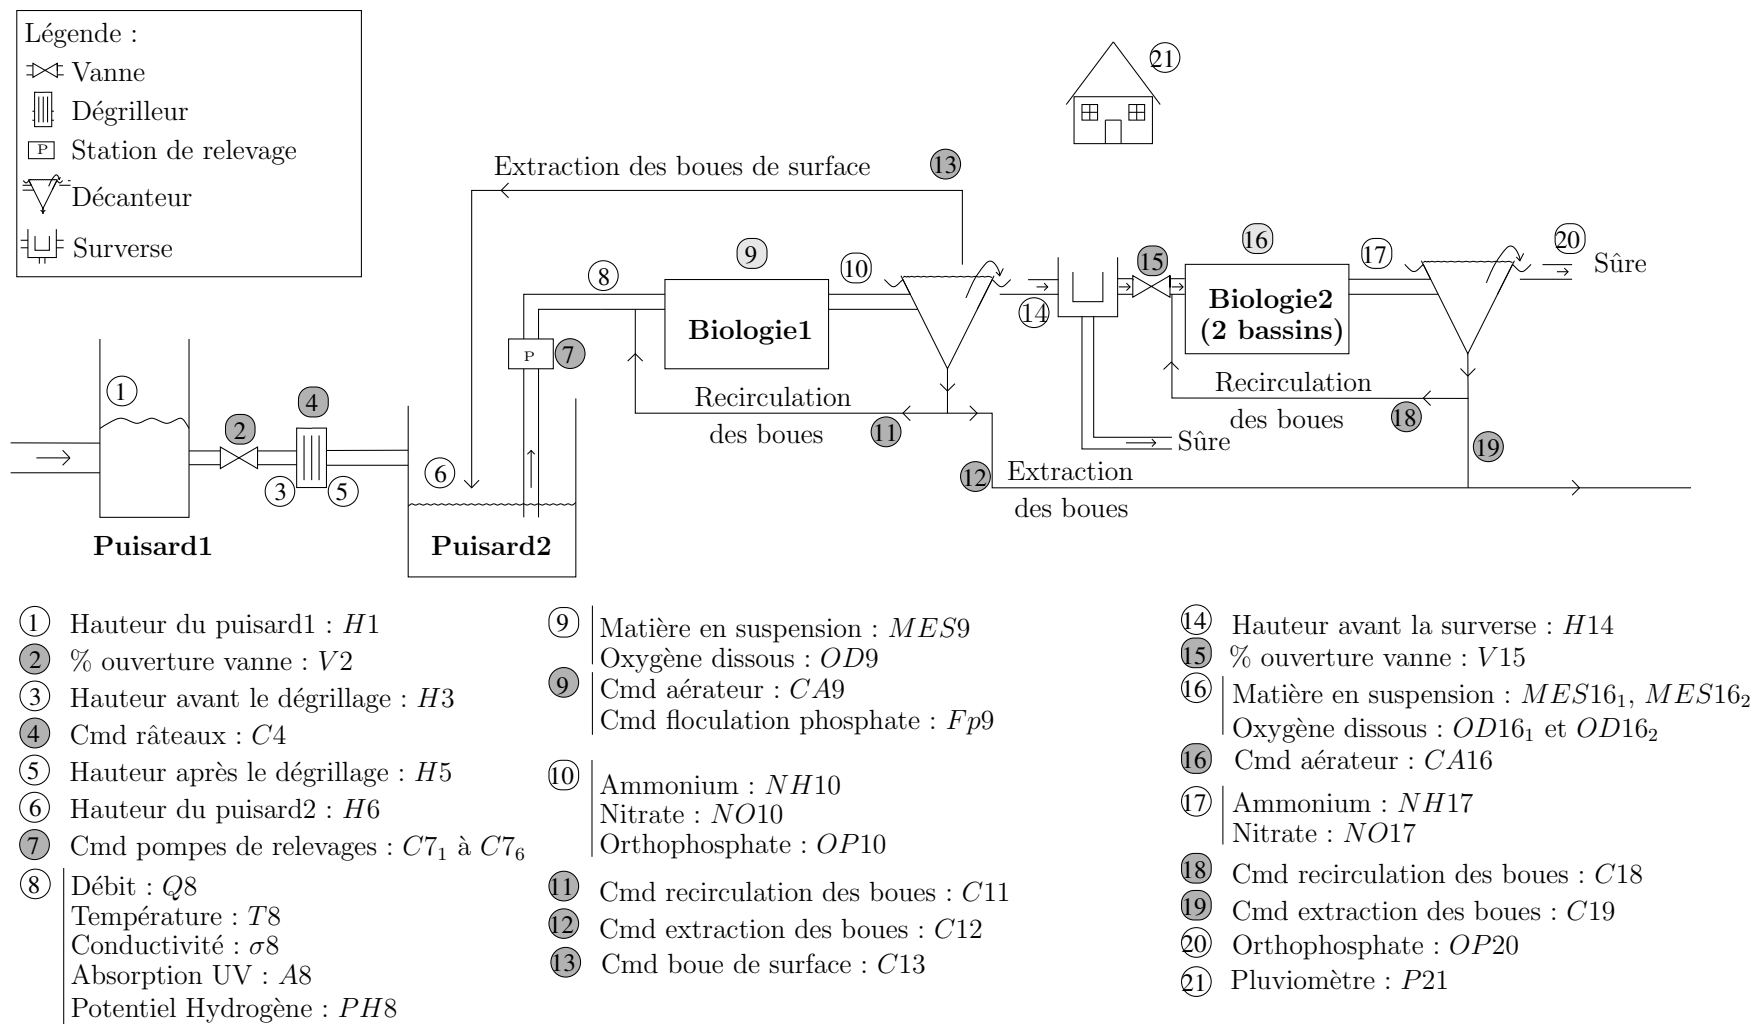 Légende :
Vanne
Dégrilleur
P Station de relevage
Décanteur
Surverse
21
Extraction des boues de surface 13
8
9
10
Biologie1
14
15
16
Biologie2
(2 bassins)
17
20
Sûre
P
7
Recirculation
des boues
11
Recirculation
des boues
18
Sûre
19
12
Extraction
des boues
1
2
3
4
5
6
Puisard1
Puisard2
1 Hauteur du puisard1 : H1
2 % ouverture vanne : V2
3 Hauteur avant le dégrillage : H3
4 Cmd râteaux : C4
5 Hauteur après le dégrillage : H5
6 Hauteur du puisard2 : H6
7 Cmd pompes de relevages : C7₁ à C7₆
8 Débit : Q8
Température : T8
Conductivité : σ8
Absorption UV : A8
Potentiel Hydrogène : PH8
9 Matière en suspension : MES9
Oxygène dissous : OD9
9 Cmd aérateur : CA9
Cmd floculation phosphate : Fp9
10 Ammonium : NH10
Nitrate : NO10
Orthophosphate : OP10
11 Cmd recirculation des boues : C11
12 Cmd extraction des boues : C12
13 Cmd boue de surface : C13
14 Hauteur avant la surverse : H14
15 % ouverture vanne : V15
16 Matière en suspension : MES16₁, MES16₂
Oxygène dissous : OD16₁ et OD16₂
16 Cmd aérateur : CA16
17 Ammonium : NH17
Nitrate : NO17
18 Cmd recirculation des boues : C18
19 Cmd extraction des boues : C19
20 Orthophosphate : OP20
21 Pluviomètre : P21